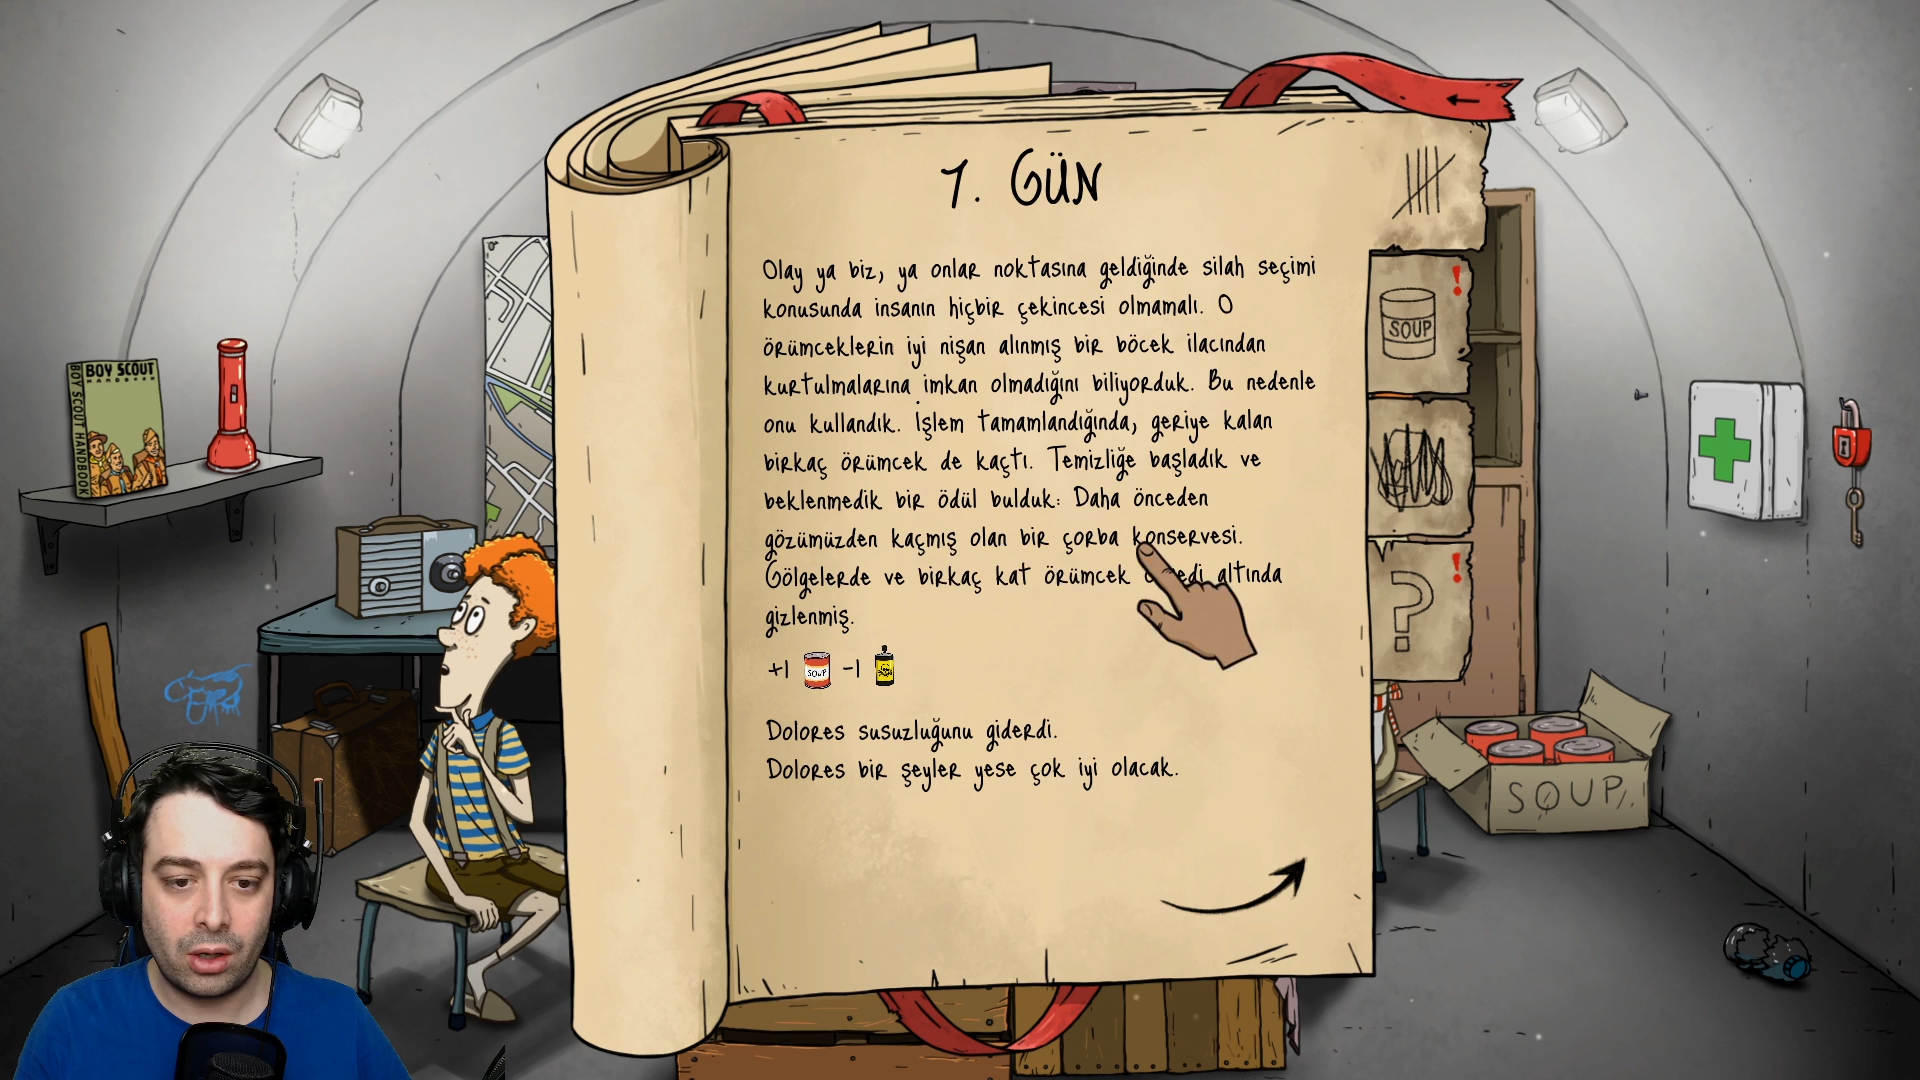 7. GÜN
Olay ya biz, ya onlar noktasına geldiğinde silah seçimi
konusunda insanın hiçbir çekincesi olmamalı. O
örümceklerin iyi nişan alınmış bir böcek ilacından
kurtulmalarına imkan olmadığını biliyorduk. Bu nedenle
onu kullandık. İşlem tamamlandığında, geriye kalan
birkaç örümcek de kaçtı. Temizliğe başladık ve
beklenmedik bir ödül bulduk: Daha önceden
gözümüzden kaçmış olan bir çorba konservesi.
Gölgelerde ve birkaç kat örümcek altında
gizlenmiş.
+1 SOUP -1
Dolores susuzluğunu giderdi.
Dolores bir şeyler yese çok iyi olacak.
!
SOUP
!
?
BOY SCOUT
HANDBOOK
BOY SCOUT HANDBOOK
SOUP